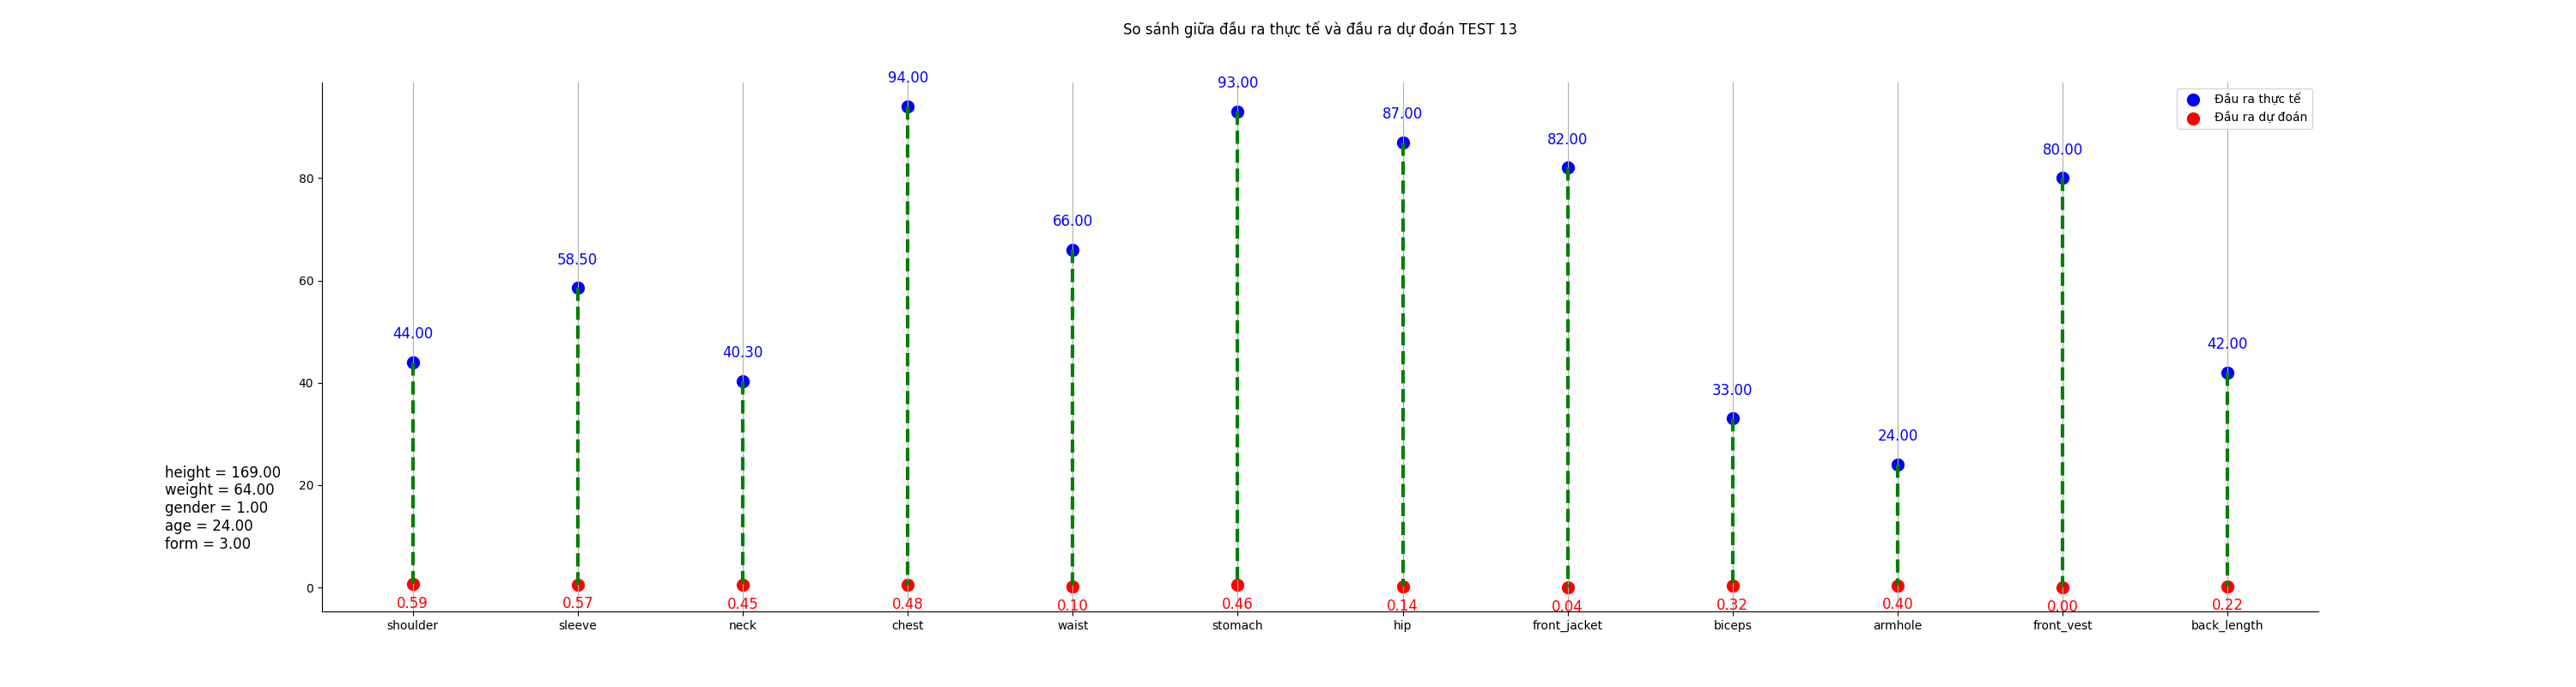 So sánh giữa đầu ra thực tế và đầu ra dự đoán TEST 13
Đầu ra thực tế
Đầu ra dự đoán
94.00
93.00
87.00
82.00
80.00
66.00
58.50
44.00
40.30
42.00
33.00
24.00
80
60
40
20
0
height = 169.00
weight = 64.00
gender = 1.00
age = 24.00
form = 3.00
0.59 0.57 0.45 0.48 0.10 0.46 0.14 0.04 0.32 0.40 0.00 0.22
shoulder sleeve neck chest waist stomach hip front_jacket biceps armhole front_vest back_length